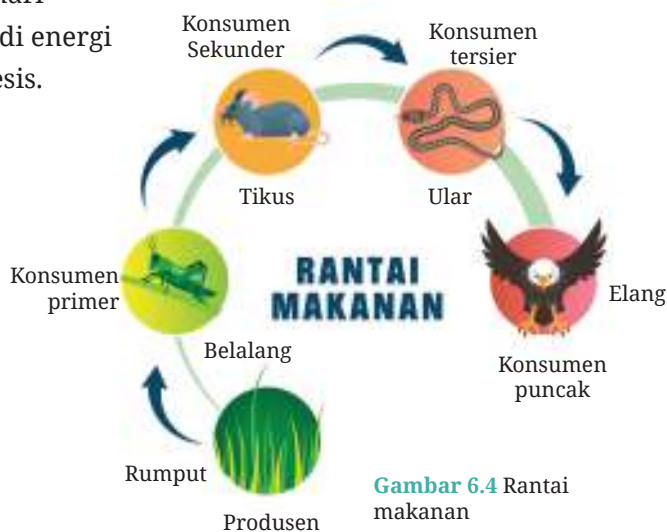 di energi
esis.
Konsumen
Sekunder
Konsumen
tersier
Tikus
Ular
Konsumen
primer
RANTAI
MAKANAN
Elang
Belalang
Konsumen
puncak
Rumput
Gambar 6.4 Rantai
makanan
Produsen